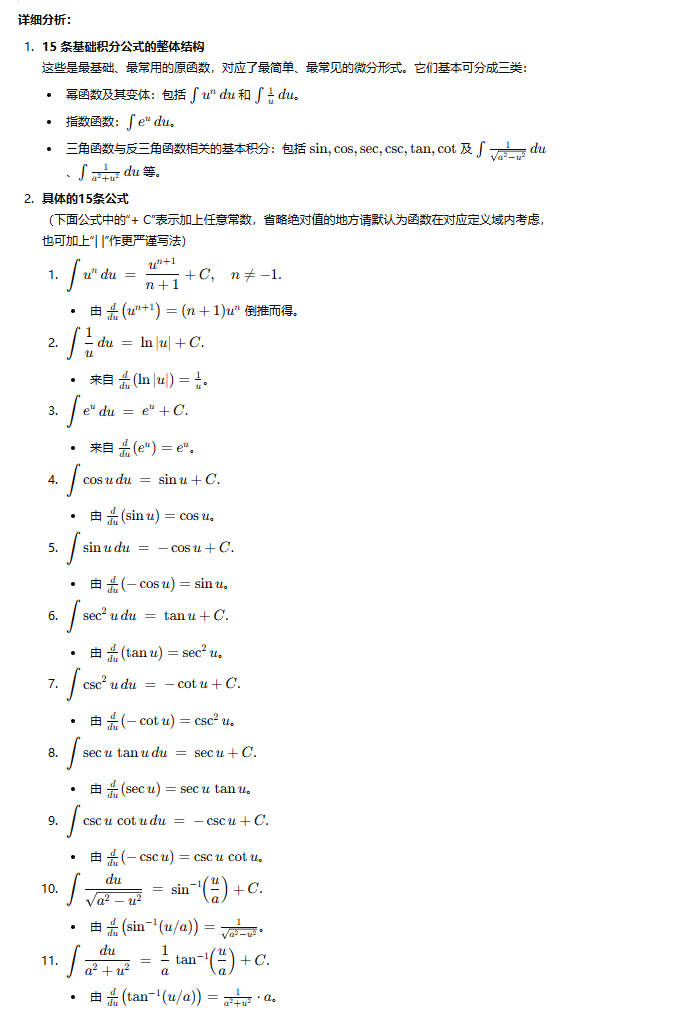 详细分析：
1. 15 条基础积分公式的整体结构
这些是最基础、最常用的原函数，对应了最简单、最常见的微分形式。它们基本可分成三类：
• 幂函数及其变体：包括 ∫ uⁿ du 和 ∫ 1/u du。
• 指数函数：∫ eᵘ du。
• 三角函数与反三角函数相关的基本积分：包括 sin, cos, sec, csc, tan, cot 及 ∫ 1/√(a²−u²) du
、∫ 1/(a²+u²) du 等。
2. 具体的15条公式
（下面公式中的“+ C”表示加上任意常数，省略绝对值的地方请默认为函数在对应定义域内考虑，
也可加上“| |”作更严谨写法）
1. ∫ uⁿ du = uⁿ⁺¹/(n + 1) + C, n ≠ −1.
• 由 d/du (uⁿ⁺¹) = (n + 1)uⁿ 倒推而得。
2. ∫ 1/u du = ln |u| + C.
• 来自 d/du (ln |u|) = 1/u。
3. ∫ eᵘ du = eᵘ + C.
• 来自 d/du (eᵘ) = eᵘ。
4. ∫ cos u du = sin u + C.
• 由 d/du (sin u) = cos u。
5. ∫ sin u du = − cos u + C.
• 由 d/du (− cos u) = sin u。
6. ∫ sec² u du = tan u + C.
• 由 d/du (tan u) = sec² u。
7. ∫ csc² u du = − cot u + C.
• 由 d/du (− cot u) = csc² u。
8. ∫ sec u tan u du = sec u + C.
• 由 d/du (sec u) = sec u tan u。
9. ∫ csc u cot u du = − csc u + C.
• 由 d/du (− csc u) = csc u cot u。
10. ∫ du/√(a² − u²) = sin⁻¹(u/a) + C.
• 由 d/du (sin⁻¹(u/a)) = 1/√(a²−u²)。
11. ∫ du/(a² + u²) = 1/a tan⁻¹(u/a) + C.
• 由 d/du (tan⁻¹(u/a)) = 1/(a²+u²) · a。